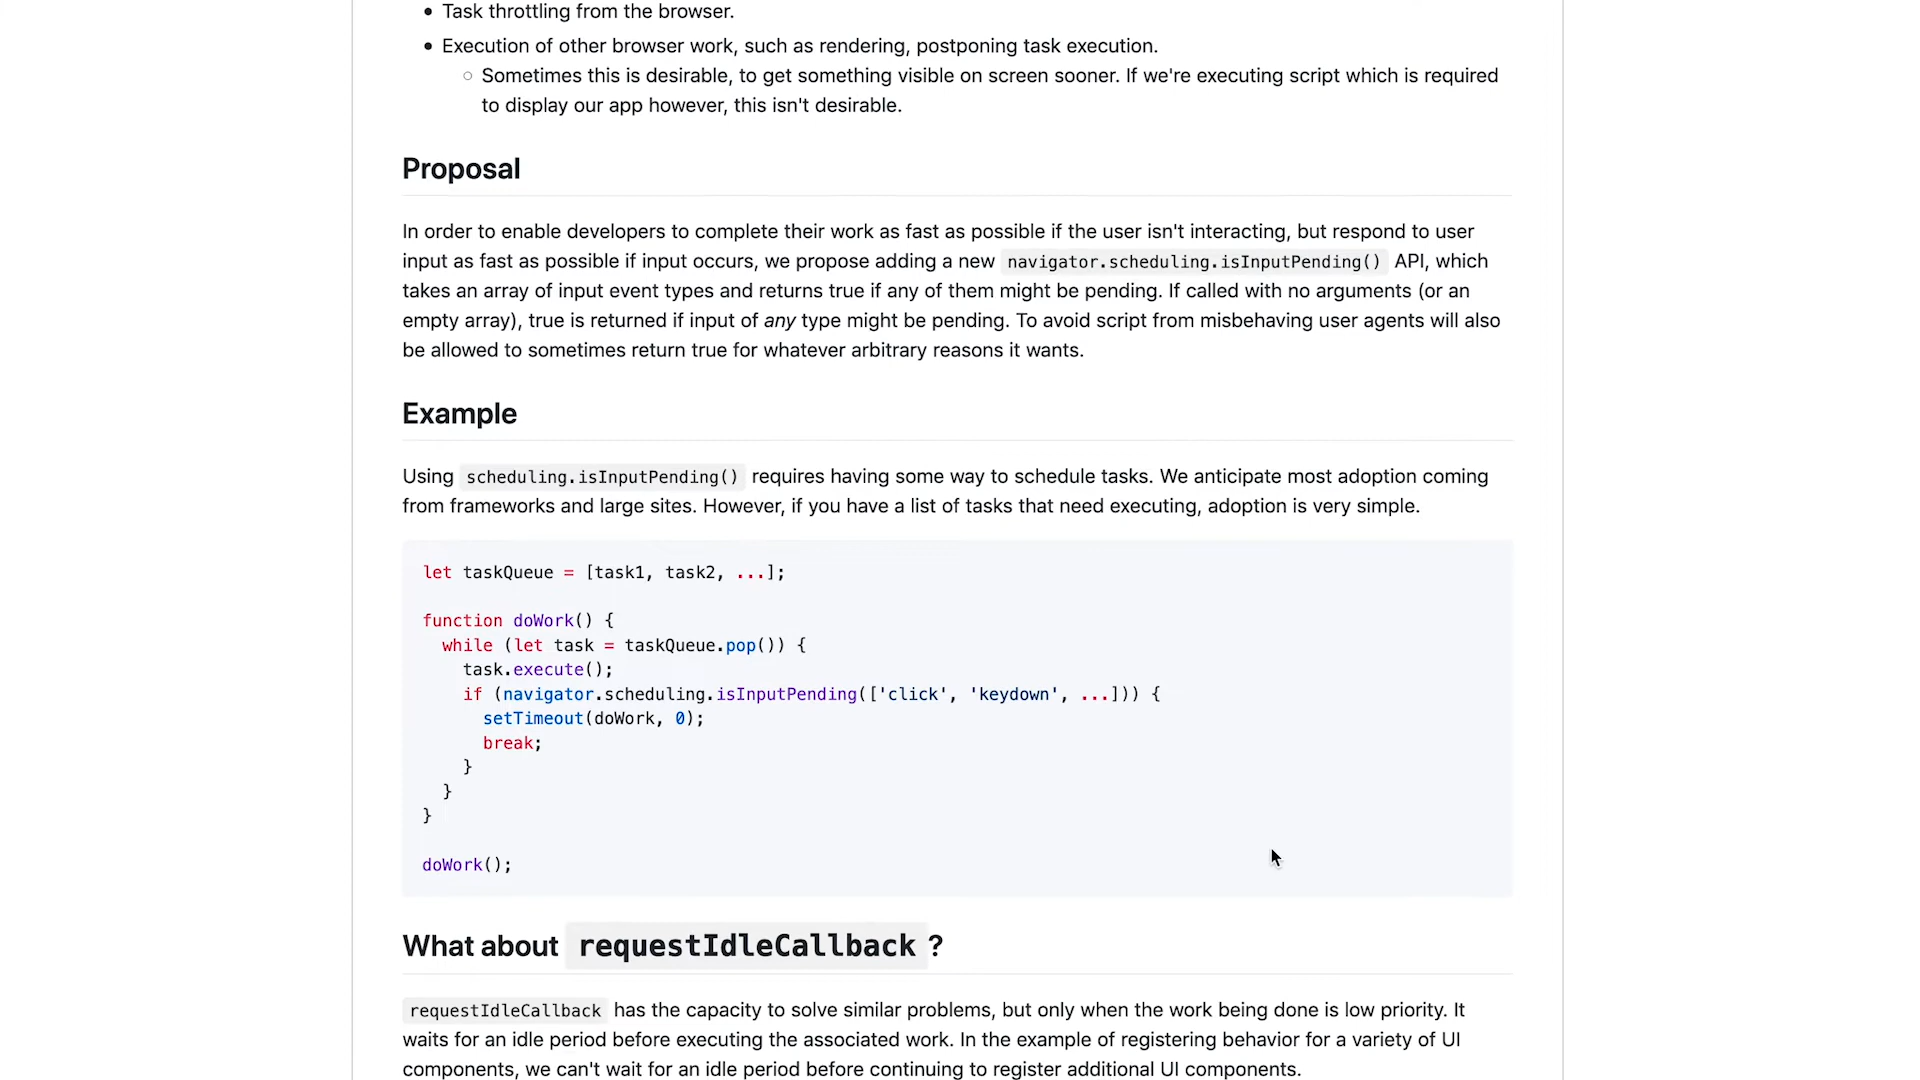 Task throttling from the browser.
Execution of other browser work, such as rendering, postponing task execution.
Sometimes this is desirable, to get something visible on screen sooner. If we're executing script which is required
to display our app however, this isn't desirable.
Proposal
In order to enable developers to complete their work as fast as possible if the user isn't interacting, but respond to user
input as fast as possible if input occurs, we propose adding a new navigator.scheduling.isInputPending() API, which
takes an array of input event types and returns true if any of them might be pending. If called with no arguments (or an
empty array), true is returned if input of any type might be pending. To avoid script from misbehaving user agents will also
be allowed to sometimes return true for whatever arbitrary reasons it wants.
Example
Using scheduling.isInputPending() requires having some way to schedule tasks. We anticipate most adoption coming
from frameworks and large sites. However, if you have a list of tasks that need executing, adoption is very simple.
let taskQueue = [task1, task2, ...];
function doWork() {
while (let task = taskQueue.pop()) {
task.execute();
if (navigator.scheduling.isInputPending(['click', 'keydown', ...])) {
setTimeout(doWork, 0);
break;
}
}
}
doWork();
What about requestIdleCallback ?
requestIdleCallback has the capacity to solve similar problems, but only when the work being done is low priority. It
waits for an idle period before executing the associated work. In the example of registering behavior for a variety of UI
components, we can't wait for an idle period before continuing to register additional UI components.